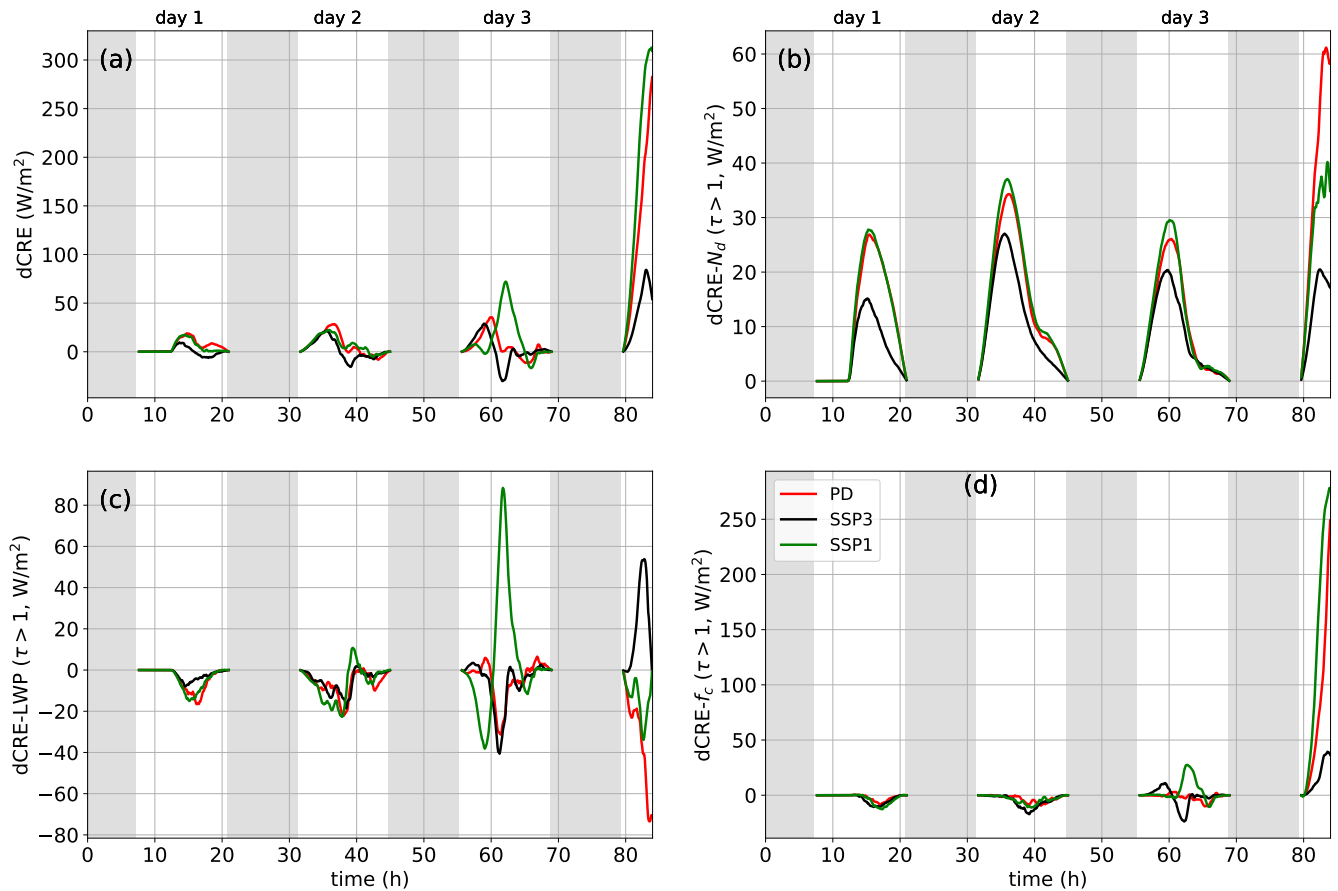 day 1 day 2 day 3
(a)
dCRE (W/m²)
300
250
200
150
100
50
0
0 10 20 30 40 50 60 70 80
day 1 day 2 day 3
(b)
dCRE-N_d (τ > 1, W/m²)
60
50
40
30
20
10
0
0 10 20 30 40 50 60 70 80
(c)
dCRE-LWP (τ > 1, W/m²)
80
60
40
20
0
−20
−40
−60
−80
0 10 20 30 40 50 60 70 80
time (h)
(d)
PD
SSP3
SSP1
dCRE-f_c (τ > 1, W/m²)
250
200
150
100
50
0
0 10 20 30 40 50 60 70 80
time (h)